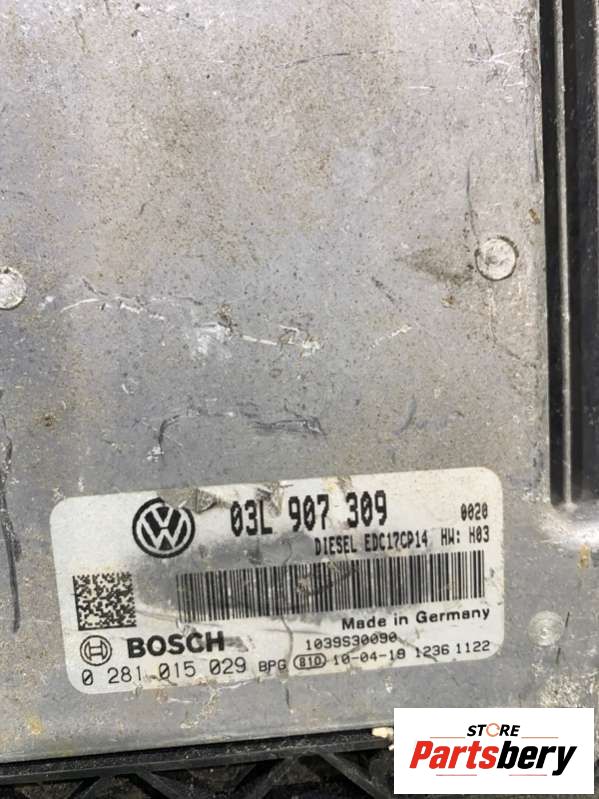 03L 907 309
0020
DIESEL EDC17CP14 HW: H03
Made in Germany
BOSCH
1039S30090
0 281 015 029 BPG 810 10-04-18 1236 1122
STORE
Partsbery